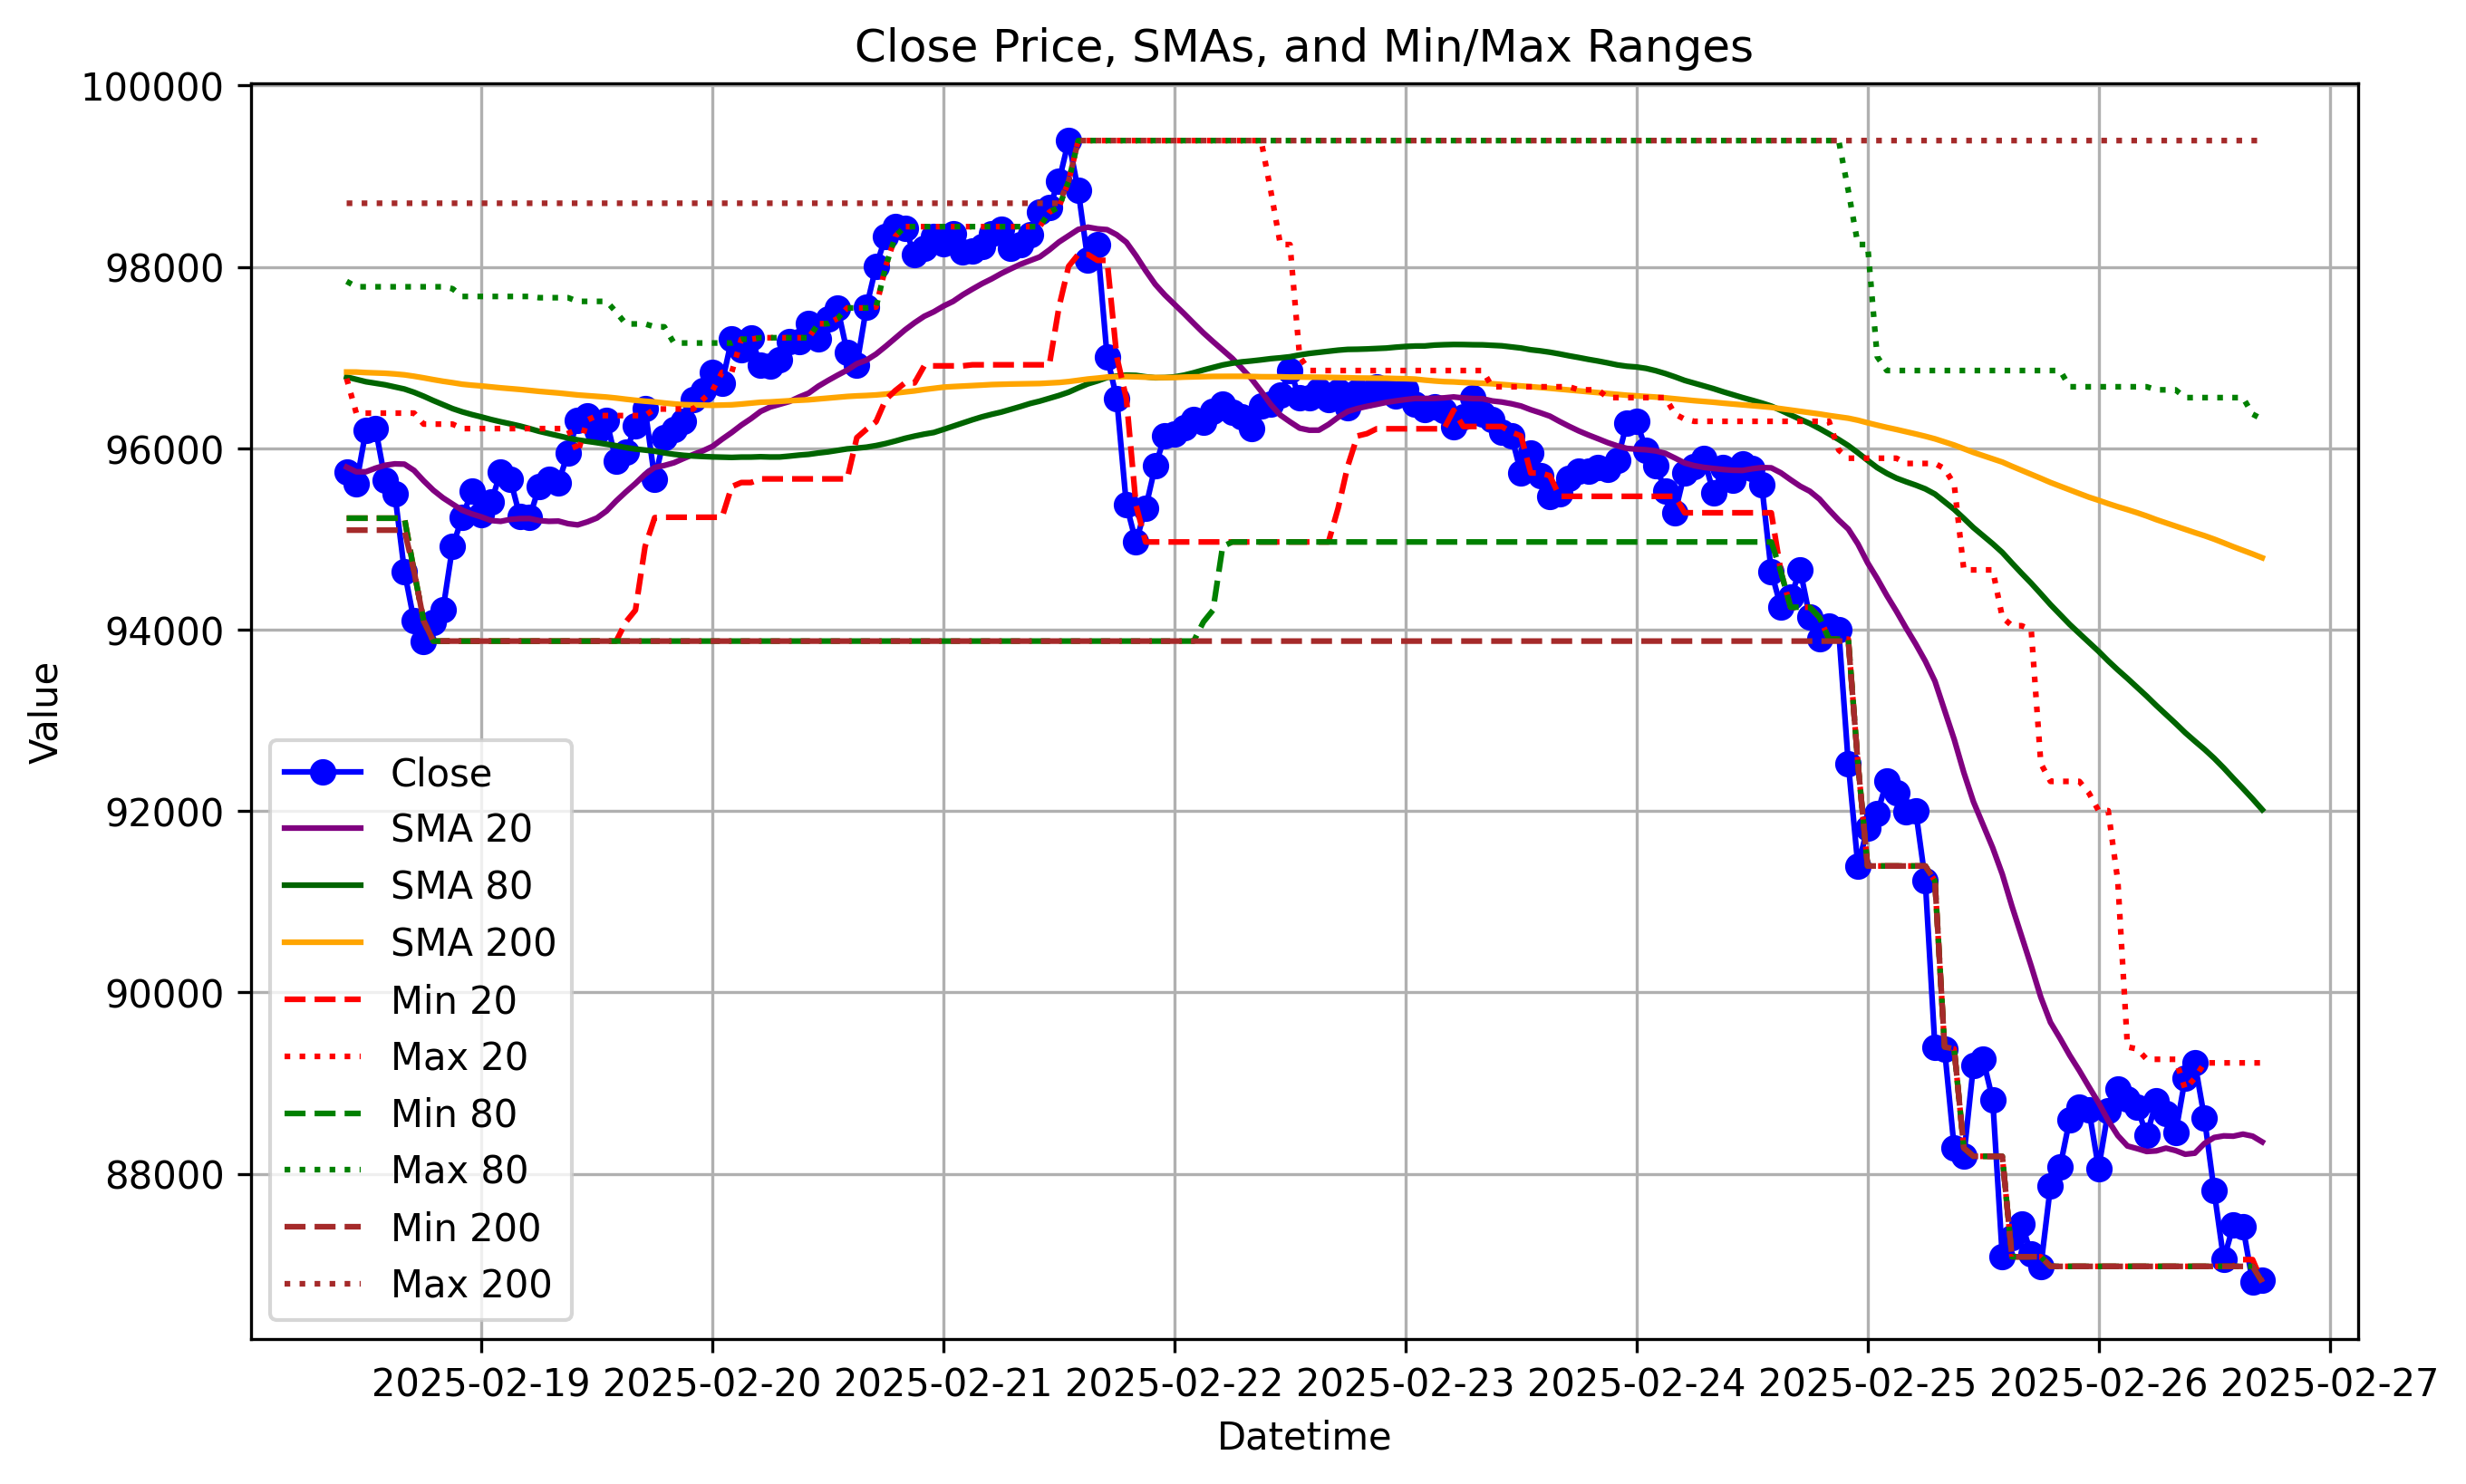 Close Price, SMAs, and Min/Max Ranges
100000
98000
96000
94000
92000
90000
88000
Value
Close
SMA 20
SMA 80
SMA 200
Min 20
Max 20
Min 80
Max 80
Min 200
Max 200
2025-02-19 2025-02-20 2025-02-21 2025-02-22 2025-02-23 2025-02-24 2025-02-25 2025-02-26 2025-02-27
Datetime